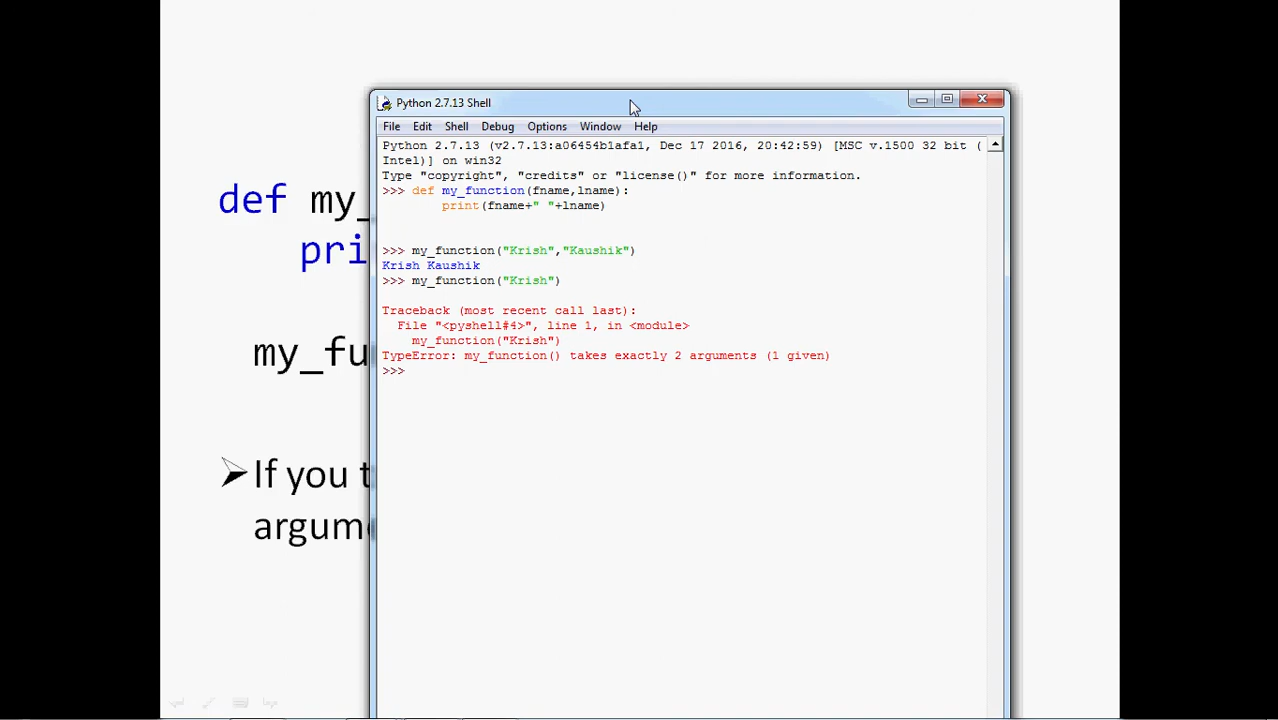 Python 2.7.13 Shell
File Edit Shell Debug Options Window Help
Python 2.7.13 (v2.7.13:a06454b1afa1, Dec 17 2016, 20:42:59) [MSC v.1500 32 bit (
Intel)] on win32
Type "copyright", "credits" or "license()" for more information.
>>> def my_function(fname,lname):
print(fname+" "+lname)
>>> my_function("Krish","Kaushik")
Krish Kaushik
>>> my_function("Krish")
Traceback (most recent call last):
File "<pyshell#4>", line 1, in <module>
my_function("Krish")
TypeError: my_function() takes exactly 2 arguments (1 given)
>>>
def my_
pri
my_fu
If you t
argum